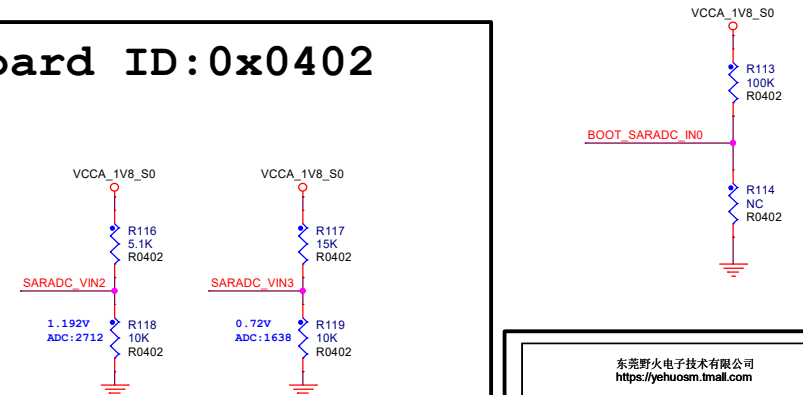 VCCA_1V8_S0
oard ID:0x0402
R113
100K
R0402
BOOT_SARADC_IN0
R114
NC
R0402
VCCA_1V8_S0
R116
5.1K
R0402
SARADC_VIN2
1.192V
ADC:2712
R118
10K
R0402
VCCA_1V8_S0
R117
15K
R0402
SARADC_VIN3
0.72V
ADC:1638
R119
10K
R0402
东莞野火电子技术有限公司
https://yehuosm.tmall.com